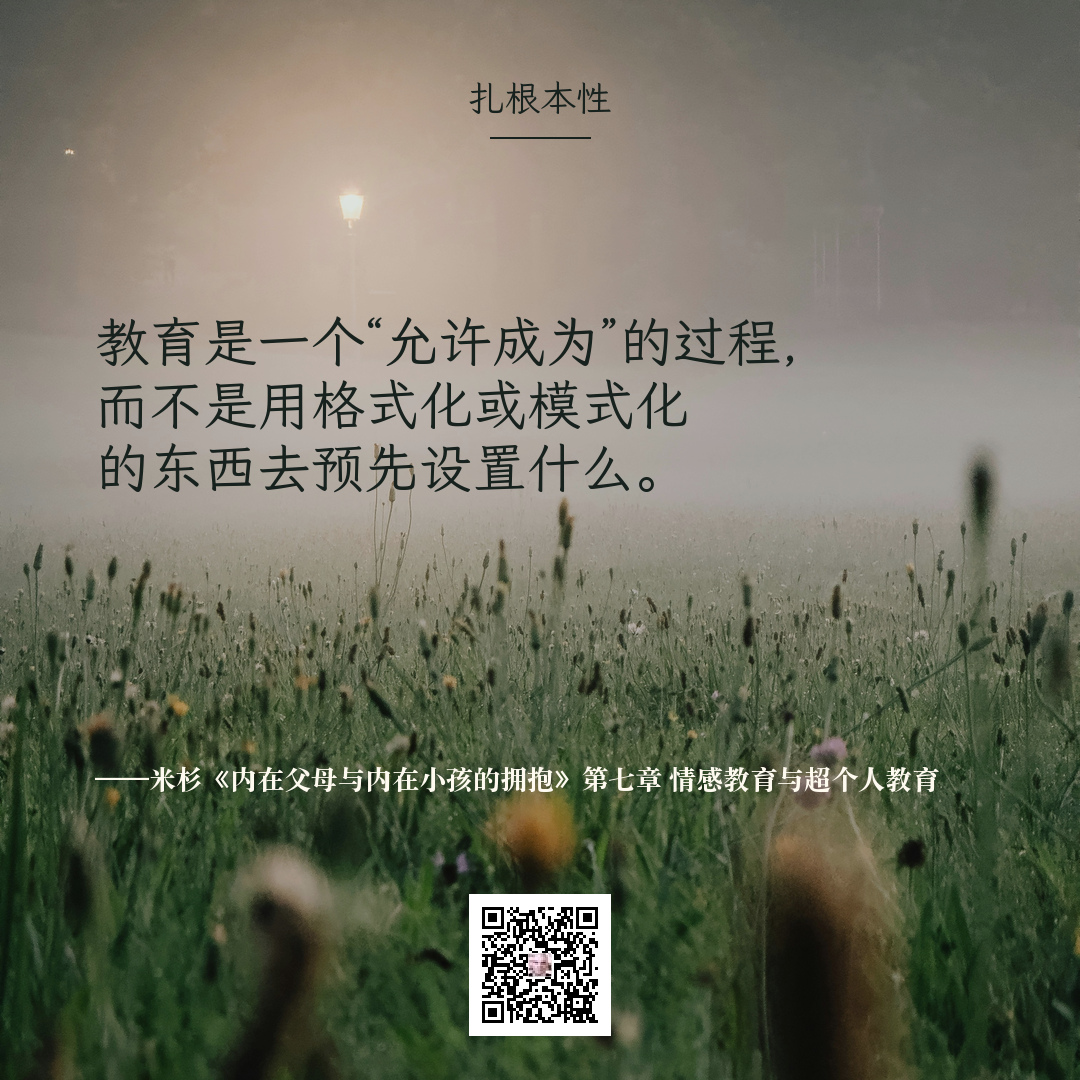 扎根本性
教育是一个“允许成为”的过程，
而不是用格式化或模式化
的东西去预先设置什么。
——米杉《内在父母与内在小孩的拥抱》第七章 情感教育与超个人教育